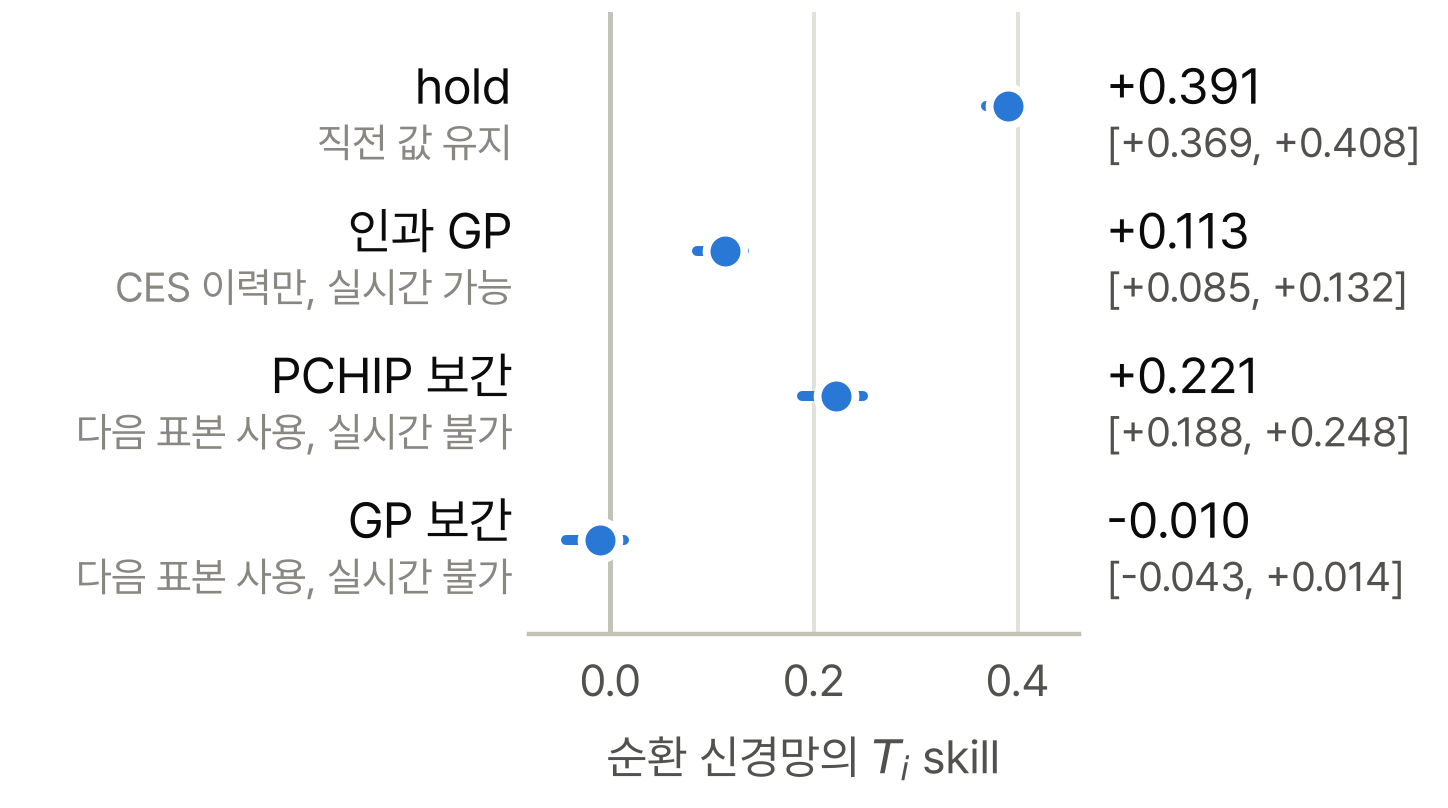 hold
직전 값 유지
+0.391
[+0.369, +0.408]
인과 GP
CES 이력만, 실시간 가능
+0.113
[+0.085, +0.132]
PCHIP 보간
다음 표본 사용, 실시간 불가
+0.221
[+0.188, +0.248]
GP 보간
다음 표본 사용, 실시간 불가
-0.010
[-0.043, +0.014]
0.0 0.2 0.4
순환 신경망의 Ti skill